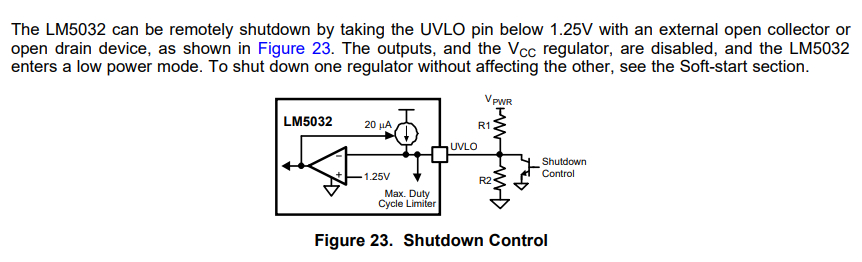 The LM5032 can be remotely shutdown by taking the UVLO pin below 1.25V with an external open collector or
open drain device, as shown in Figure 23. The outputs, and the VCC regulator, are disabled, and the LM5032
enters a low power mode. To shut down one regulator without affecting the other, see the Soft-start section.
VPWR
LM5032
20 µA
R1
UVLO
Shutdown
Control
1.25V
R2
Max. Duty
Cycle Limiter
Figure 23. Shutdown Control